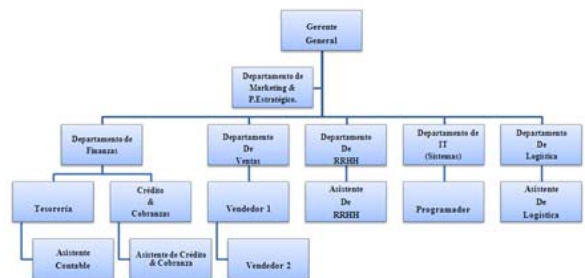 Gerente
General
Departamento de
Marketing &
P.Estratégico.
Departamento de
Finanzas
Departamento
De
Ventas
Departamento
De
RRHH
Departamento de
IT
(Sistemas)
Departamento
De
Logística
Tesorería
Crédito
&
Cobranzas
Vendedor 1
Asistente
De
RRHH
Programador
Asistente
De
Logística
Asistente
Contable
Asistente de Crédito
& Cobranza
Vendedor 2